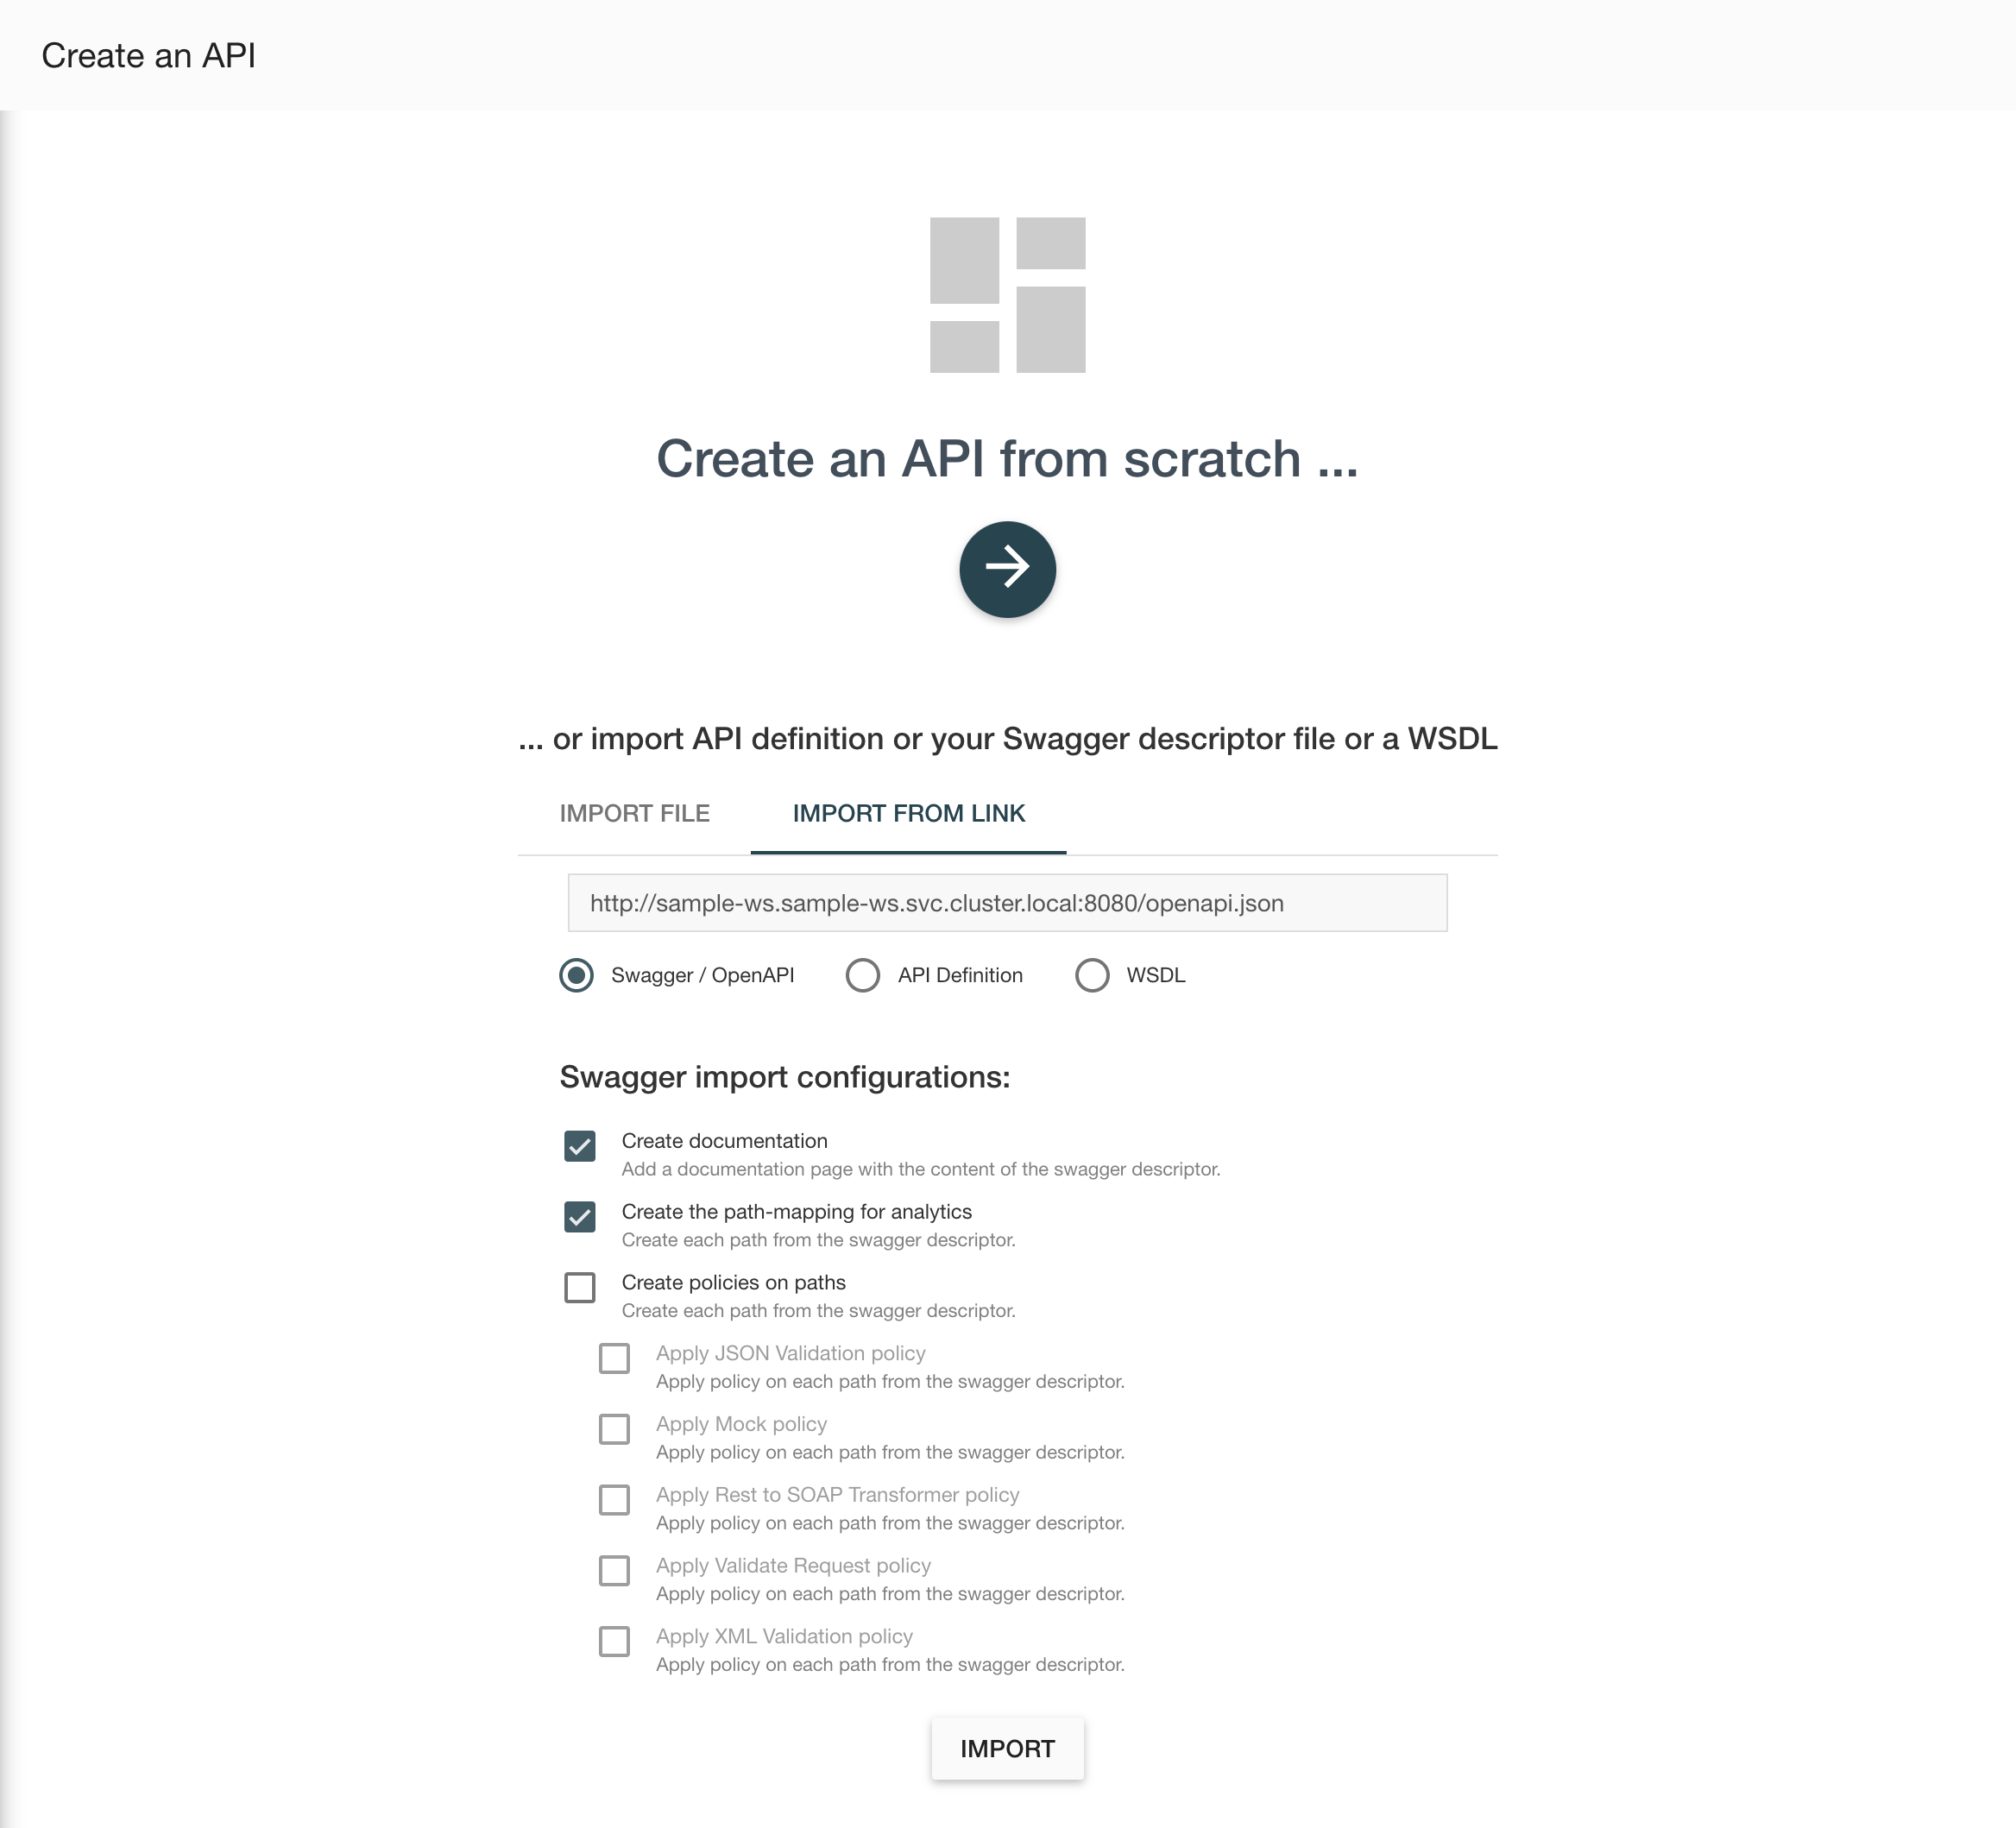 Create an API
Create an API from scratch ...
... or import API definition or your Swagger descriptor file or a WSDL
IMPORT FILE
IMPORT FROM LINK
http://sample-ws.sample-ws.svc.cluster.local:8080/openapi.json
Swagger / OpenAPI
API Definition
WSDL
Swagger import configurations:
Create documentation
Add a documentation page with the content of the swagger descriptor.
Create the path-mapping for analytics
Create each path from the swagger descriptor.
Create policies on paths
Create each path from the swagger descriptor.
Apply JSON Validation policy
Apply policy on each path from the swagger descriptor.
Apply Mock policy
Apply policy on each path from the swagger descriptor.
Apply Rest to SOAP Transformer policy
Apply policy on each path from the swagger descriptor.
Apply Validate Request policy
Apply policy on each path from the swagger descriptor.
Apply XML Validation policy
Apply policy on each path from the swagger descriptor.
IMPORT